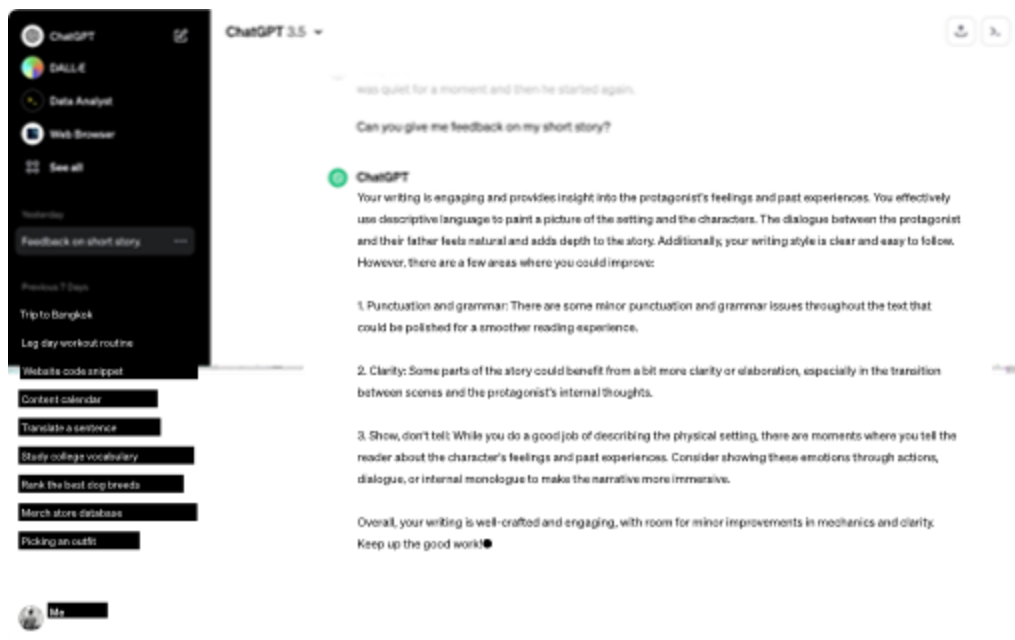 ChatGPT
DALL·E
Data Analyst
Web Browser
See all
Yesterday
Feedback on short story
Previous 7 Days
Trip to Bangkok
Leg day workout routine
Website code snippet
Content calendar
Translate a sentence
Study college vocabulary
Rank the best dog breeds
Merch store database
Picking an outfit
Me
ChatGPT 3.5
was quiet for a moment and then he started again.
Can you give me feedback on my short story?
ChatGPT
Your writing is engaging and provides insight into the protagonist's feelings and past experiences. You effectively
use descriptive language to paint a picture of the setting and the characters. The dialogue between the protagonist
and their father feels natural and adds depth to the story. Additionally, your writing style is clear and easy to follow.
However, there are a few areas where you could improve:
1. Punctuation and grammar: There are some minor punctuation and grammar issues throughout the text that
could be polished for a smoother reading experience.
2. Clarity: Some parts of the story could benefit from a bit more clarity or elaboration, especially in the transition
between scenes and the protagonist's internal thoughts.
3. Show, don't tell: While you do a good job of describing the physical setting, there are moments where you tell the
reader about the character's feelings and past experiences. Consider showing these emotions through actions,
dialogue, or internal monologue to make the narrative more immersive.
Overall, your writing is well-crafted and engaging, with room for minor improvements in mechanics and clarity.
Keep up the good work!